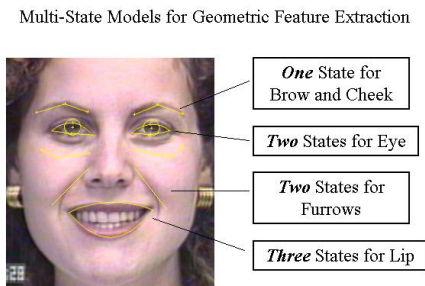 Multi-State Models for Geometric Feature Extraction
One State for
Brow and Cheek
Two States for Eye
Two States for
Furrows
Three States for Lip
:28